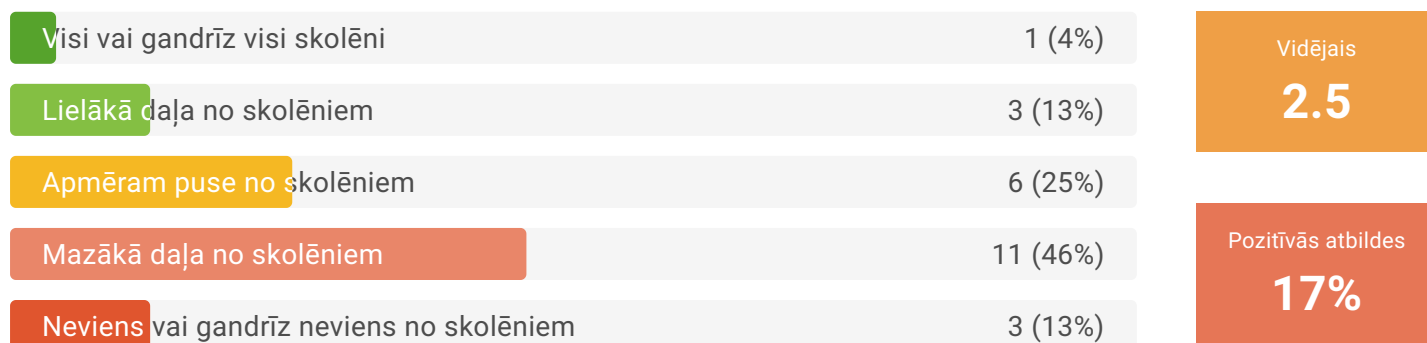 Visi vai gandrīz visi skolēni 1 (4%)
Lielākā daļa no skolēniem 3 (13%)
Apmēram puse no skolēniem 6 (25%)
Mazākā daļa no skolēniem 11 (46%)
Neviens vai gandrīz neviens no skolēniem 3 (13%)
Vidējais
2.5
Pozitīvās atbildes
17%